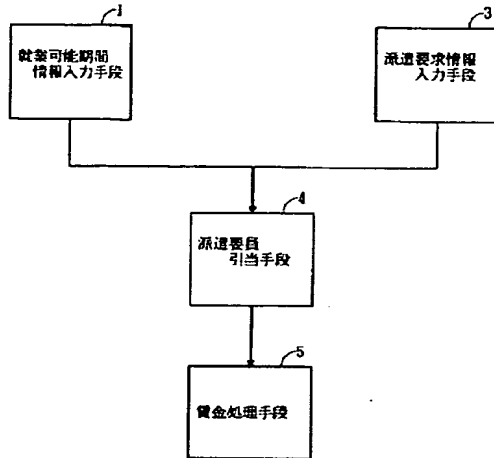 1
就業可能期間
情報入力手段
3
派遣要求情報
入力手段
4
派遣要員
引当手段
5
賃金処理手段